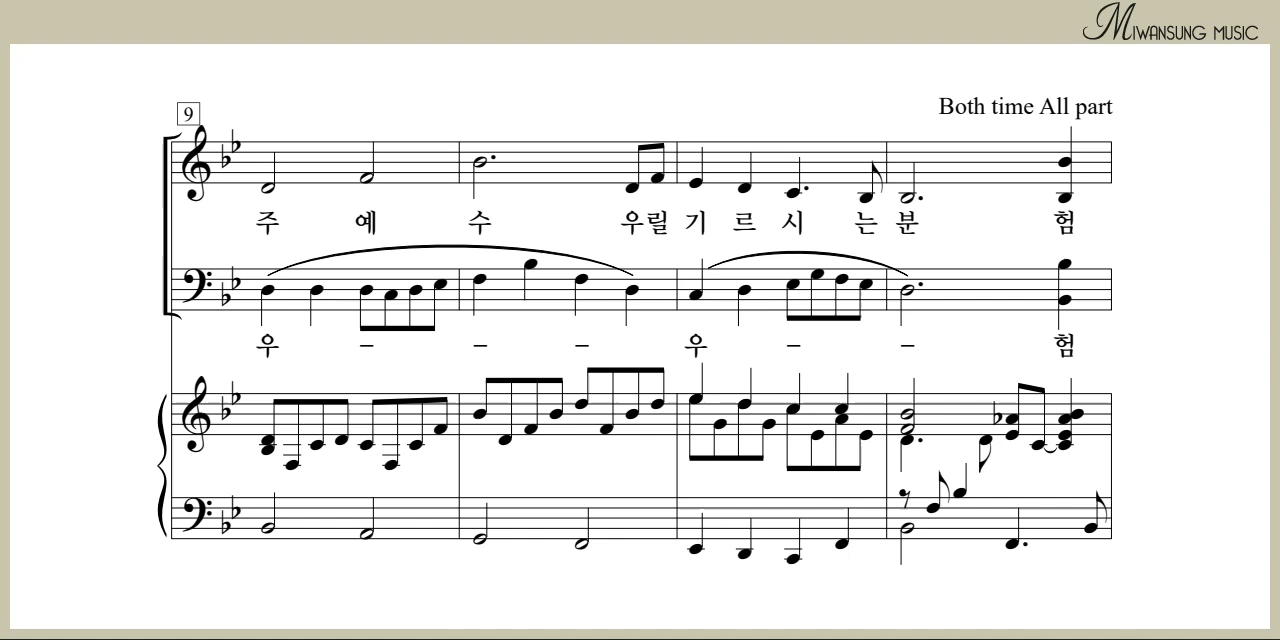 MIWANSUNG MUSIC
Both time All part
9
주 예 수 우릴 기 르 시 는 분 험
우 – – – 우 – – 험